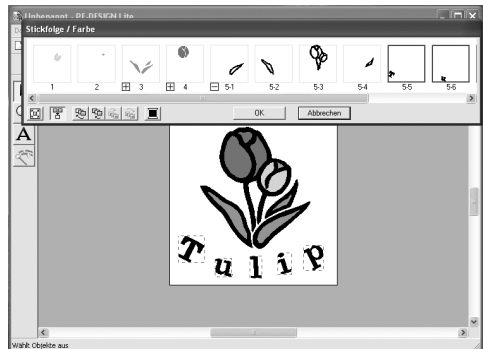 Unbenannt - PE-DESIGN Lite
Stickfolge / Farbe
1 2 3 4 5-1 5-2 5-3 5-4 5-5 5-6
OK Abbrechen
A
Tulip
Wählt Objekte aus